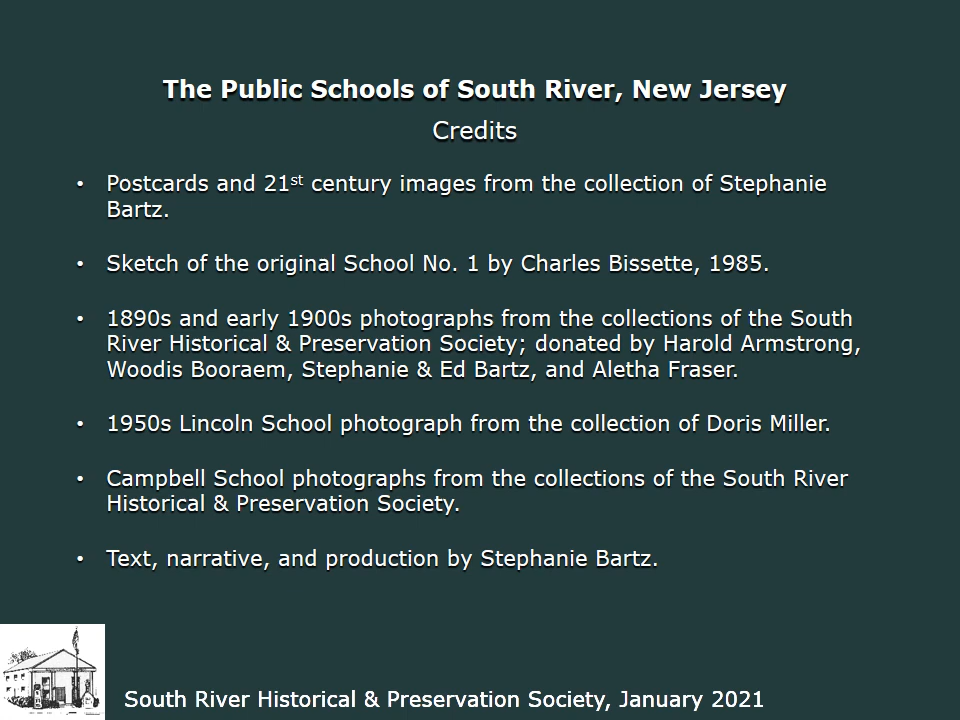 The Public Schools of South River, New Jersey
Credits
• Postcards and 21st century images from the collection of Stephanie
Bartz.
• Sketch of the original School No. 1 by Charles Bissette, 1985.
• 1890s and early 1900s photographs from the collections of the South
River Historical & Preservation Society; donated by Harold Armstrong,
Woodis Booraem, Stephanie & Ed Bartz, and Aletha Fraser.
• 1950s Lincoln School photograph from the collection of Doris Miller.
• Campbell School photographs from the collections of the South River
Historical & Preservation Society.
• Text, narrative, and production by Stephanie Bartz.
South River Historical & Preservation Society, January 2021